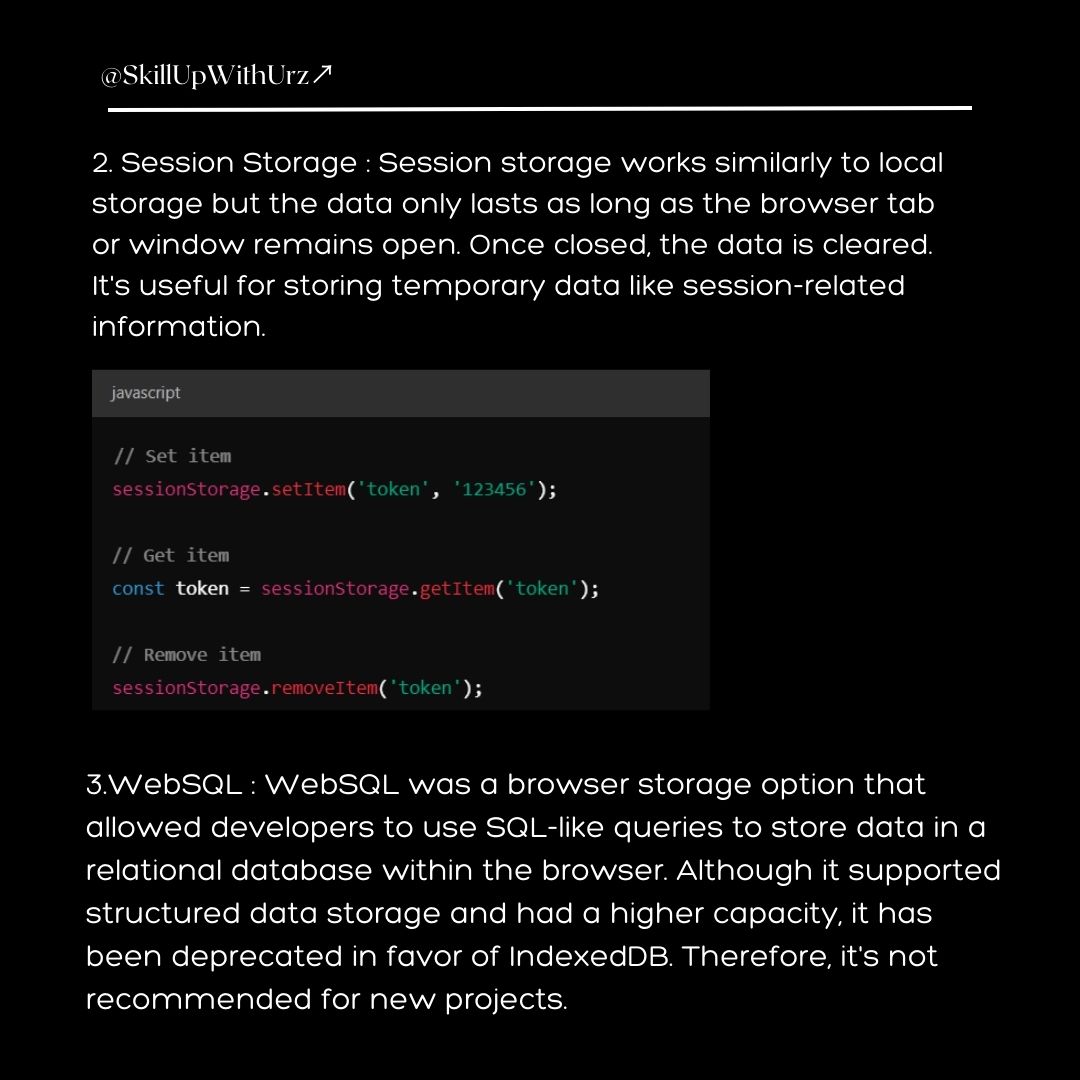 @SkillUpWithUrz↗
2. Session Storage : Session storage works similarly to local
storage but the data only lasts as long as the browser tab
or window remains open. Once closed, the data is cleared.
It's useful for storing temporary data like session-related
information.
javascript
// Set item
sessionStorage.setItem('token', '123456');
// Get item
const token = sessionStorage.getItem('token');
// Remove item
sessionStorage.removeItem('token');
3.WebSQL : WebSQL was a browser storage option that
allowed developers to use SQL-like queries to store data in a
relational database within the browser. Although it supported
structured data storage and had a higher capacity, it has
been deprecated in favor of IndexedDB. Therefore, it's not
recommended for new projects.